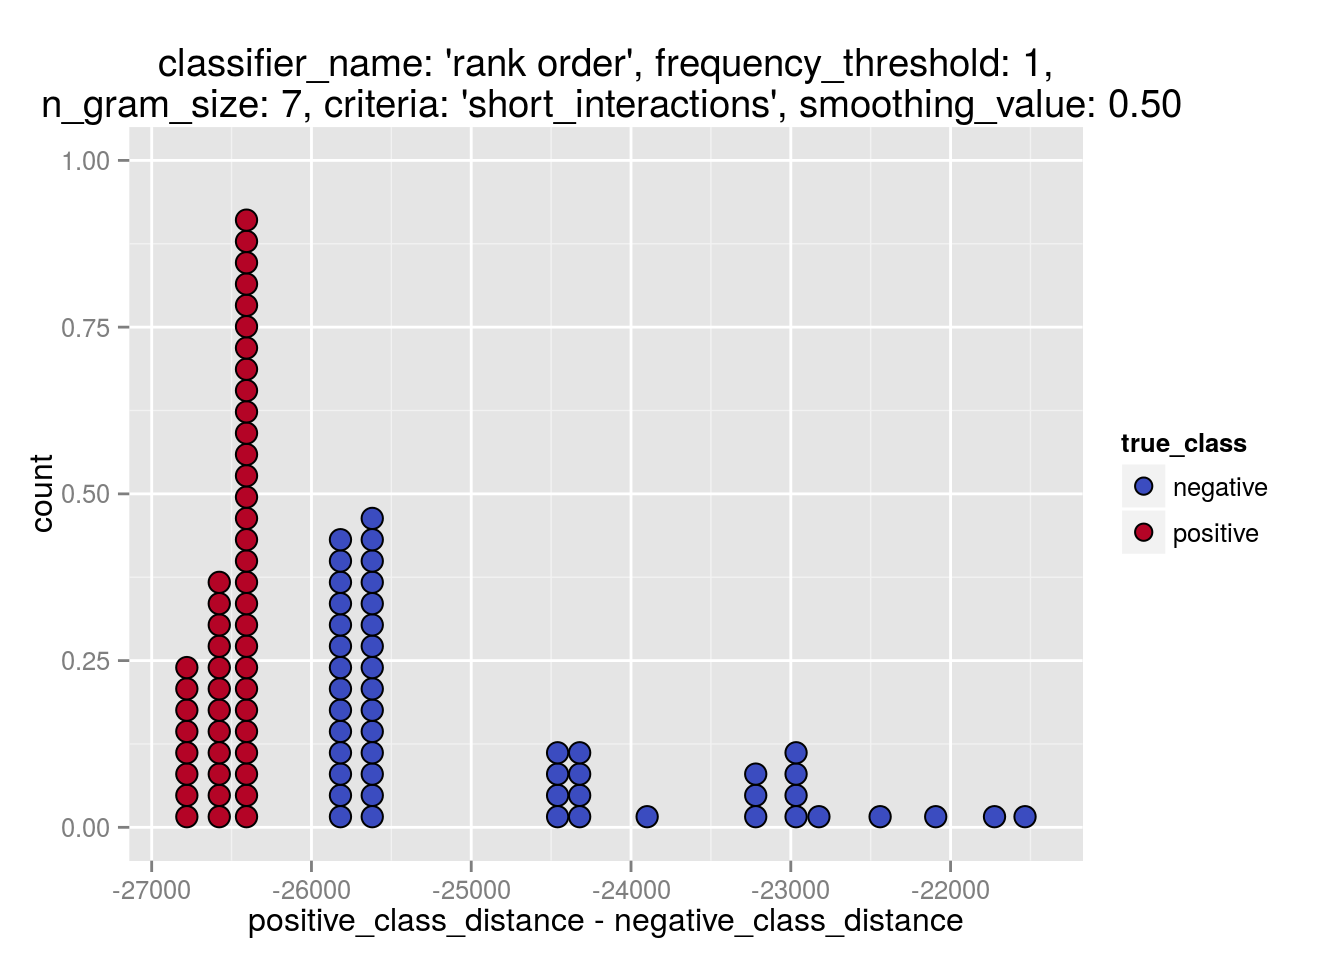 classifier_name: 'rank order', frequency_threshold: 1,
n_gram_size: 7, criteria: 'short_interactions', smoothing_value: 0.50
1.00
0.75
0.50
0.25
0.00
count
-27000 -26000 -25000 -24000 -23000 -22000
positive_class_distance - negative_class_distance
true_class
negative
positive